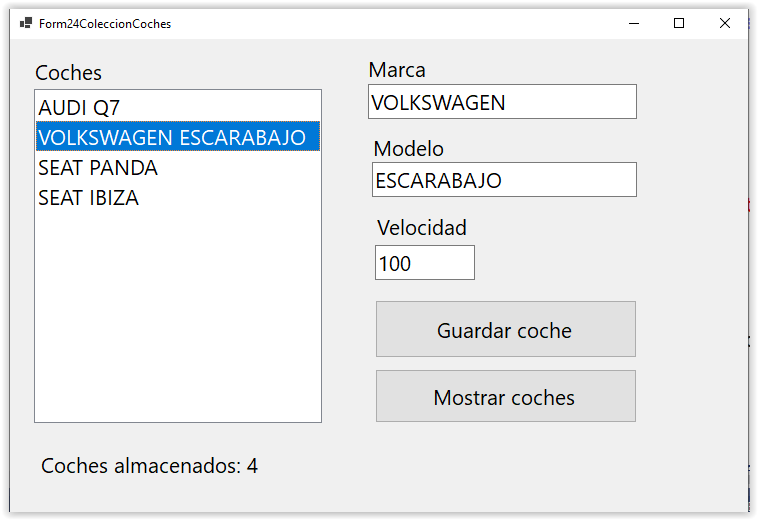 Form24ColeccionCoches
Coches
AUDI Q7
VOLKSWAGEN ESCARABAJO
SEAT PANDA
SEAT IBIZA
Coches almacenados: 4
Marca
VOLKSWAGEN
Modelo
ESCARABAJO
Velocidad
100
Guardar coche
Mostrar coches